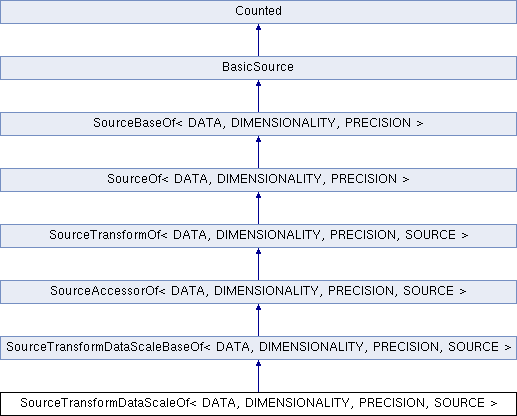 Counted
BasicSource
SourceBaseOf< DATA, DIMENSIONALITY, PRECISION >
SourceOf< DATA, DIMENSIONALITY, PRECISION >
SourceTransformOf< DATA, DIMENSIONALITY, PRECISION, SOURCE >
SourceAccessorOf< DATA, DIMENSIONALITY, PRECISION, SOURCE >
SourceTransformDataScaleBaseOf< DATA, DIMENSIONALITY, PRECISION, SOURCE >
SourceTransformDataScaleOf< DATA, DIMENSIONALITY, PRECISION, SOURCE >